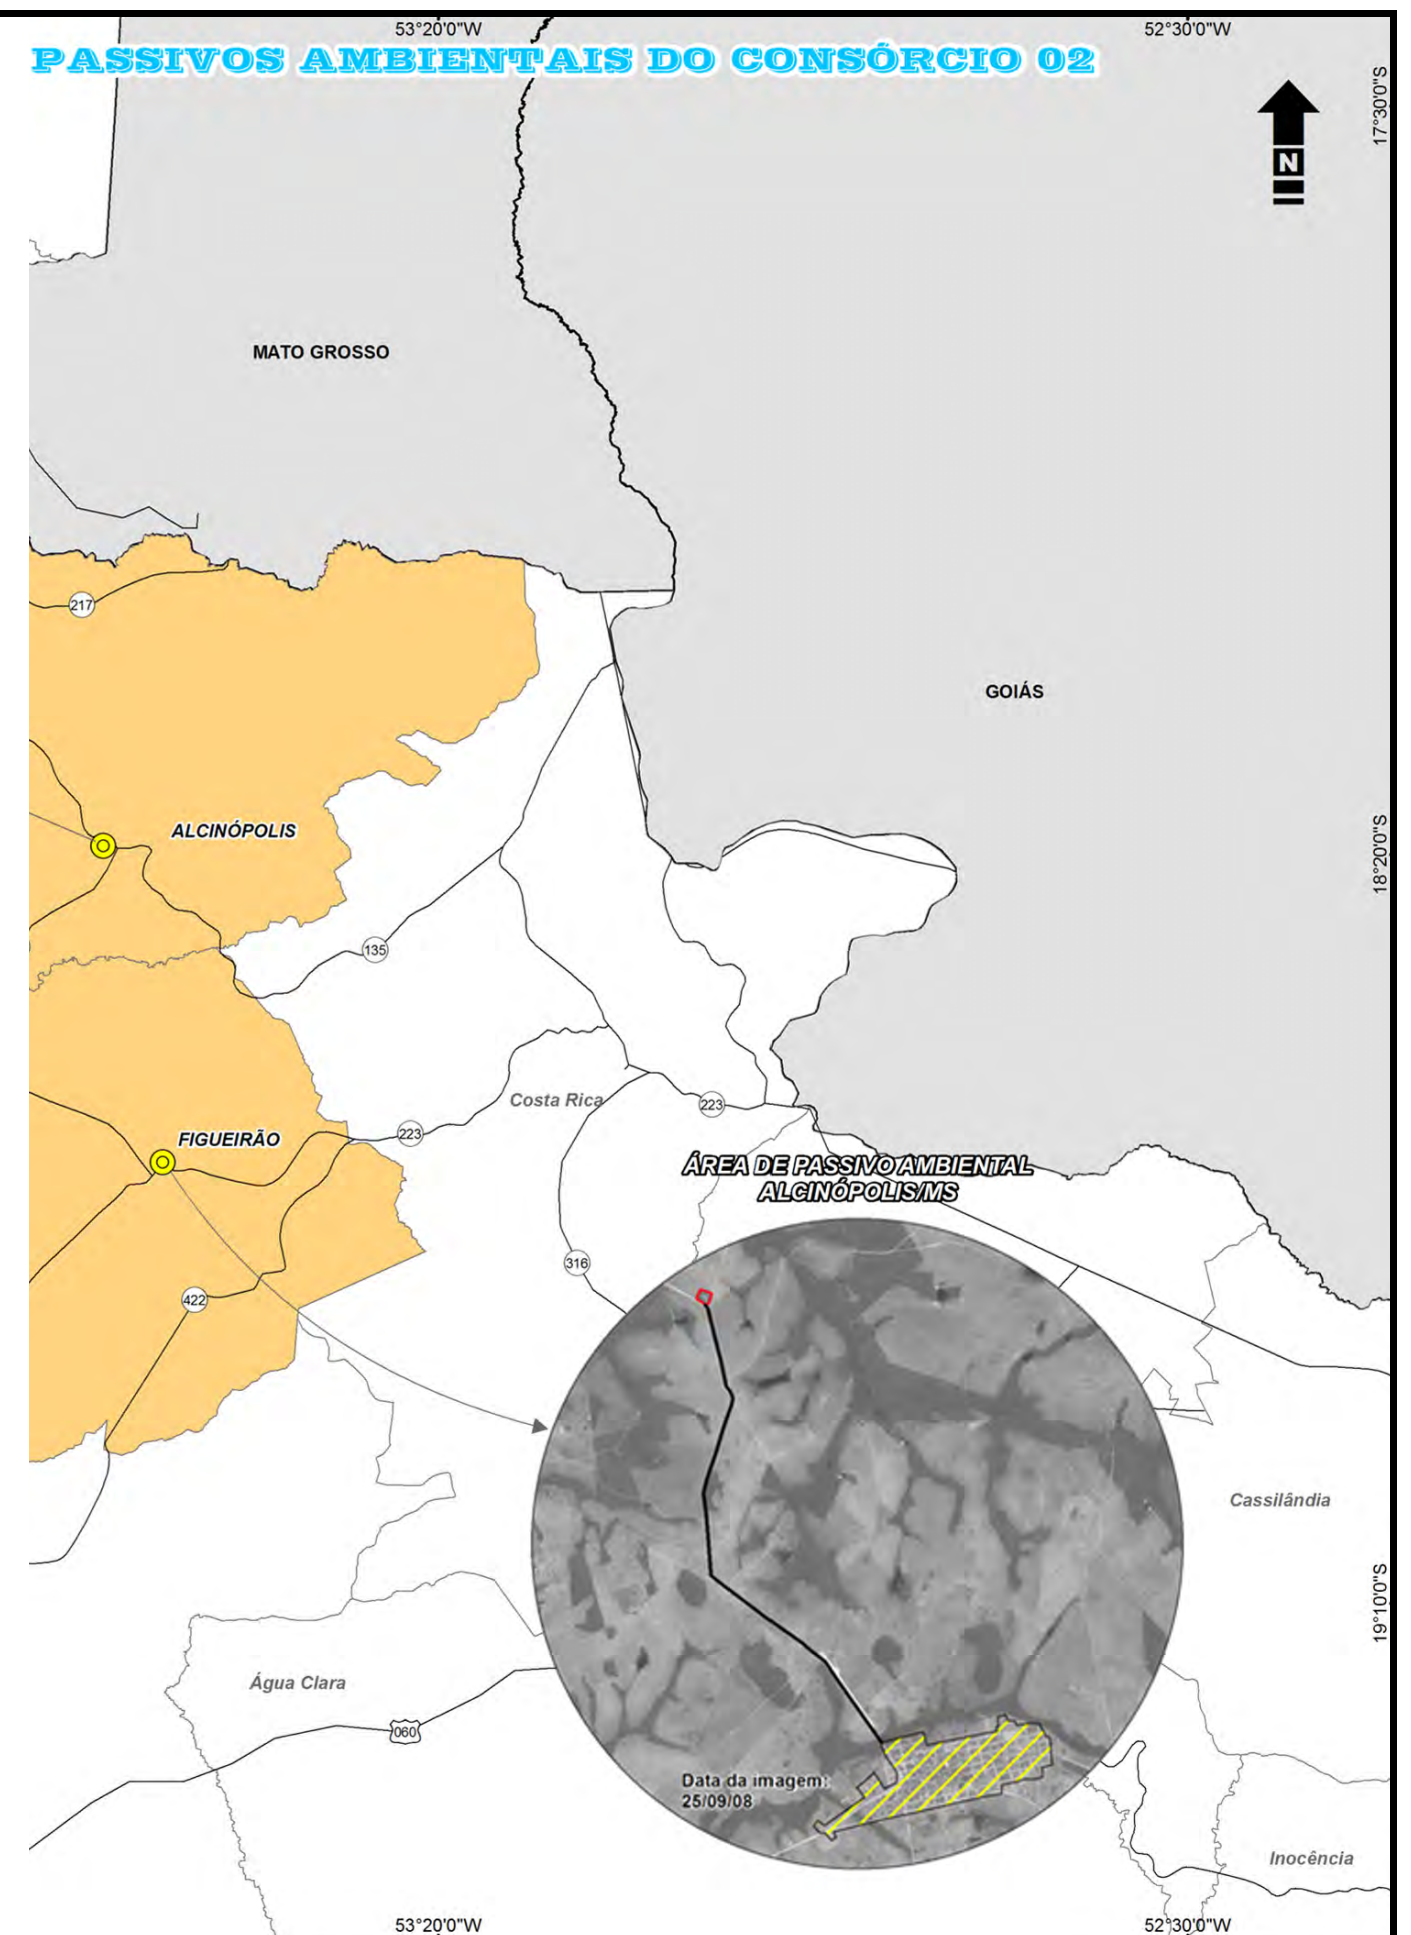 53°20'0"W
52°30'0"W
PASSIVOS AMBIENTAIS DO CONSÓRCIO 02
17°30'0"S
N
MATO GROSSO
217
GOIÁS
ALCINÓPOLIS
18°20'0"S
135
Costa Rica
223
223
FIGUEIRÃO
ÁREA DE PASSIVO AMBIENTAL
ALCINÓPOLIS/MS
316
422
Cassilândia
19°10'0"S
Água Clara
060
Data da imagem:
25/09/08
Inocência
53°20'0"W
52°30'0"W